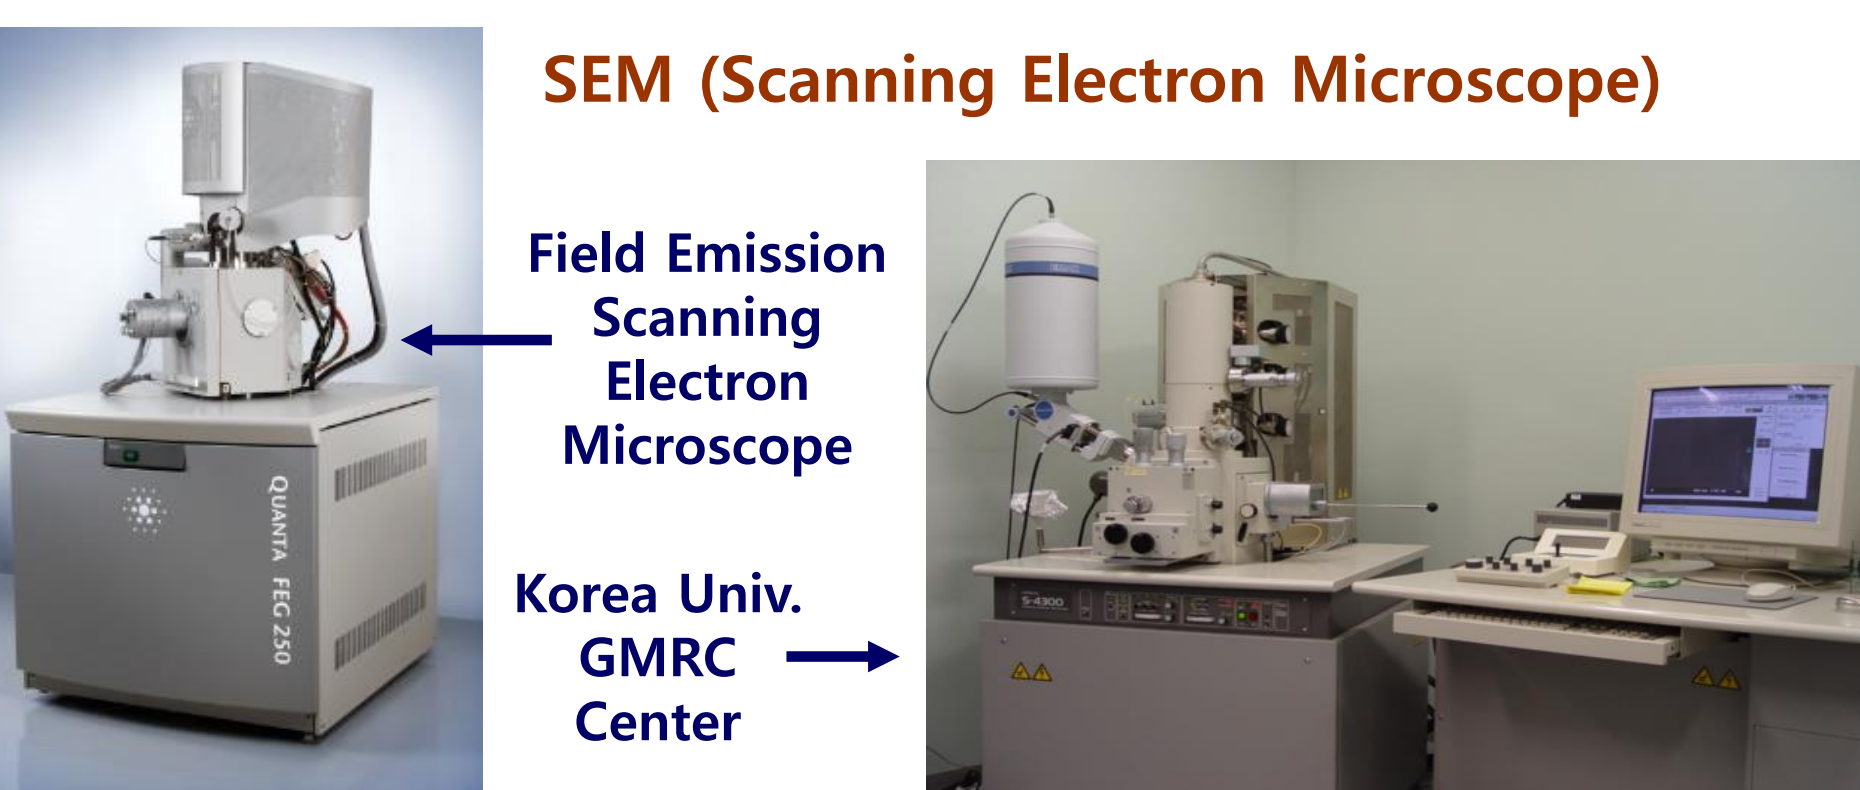 SEM (Scanning Electron Microscope)
Field Emission
Scanning
Electron
Microscope
Korea Univ.
GMRC
Center
QUANTA FEG 250
S-4300